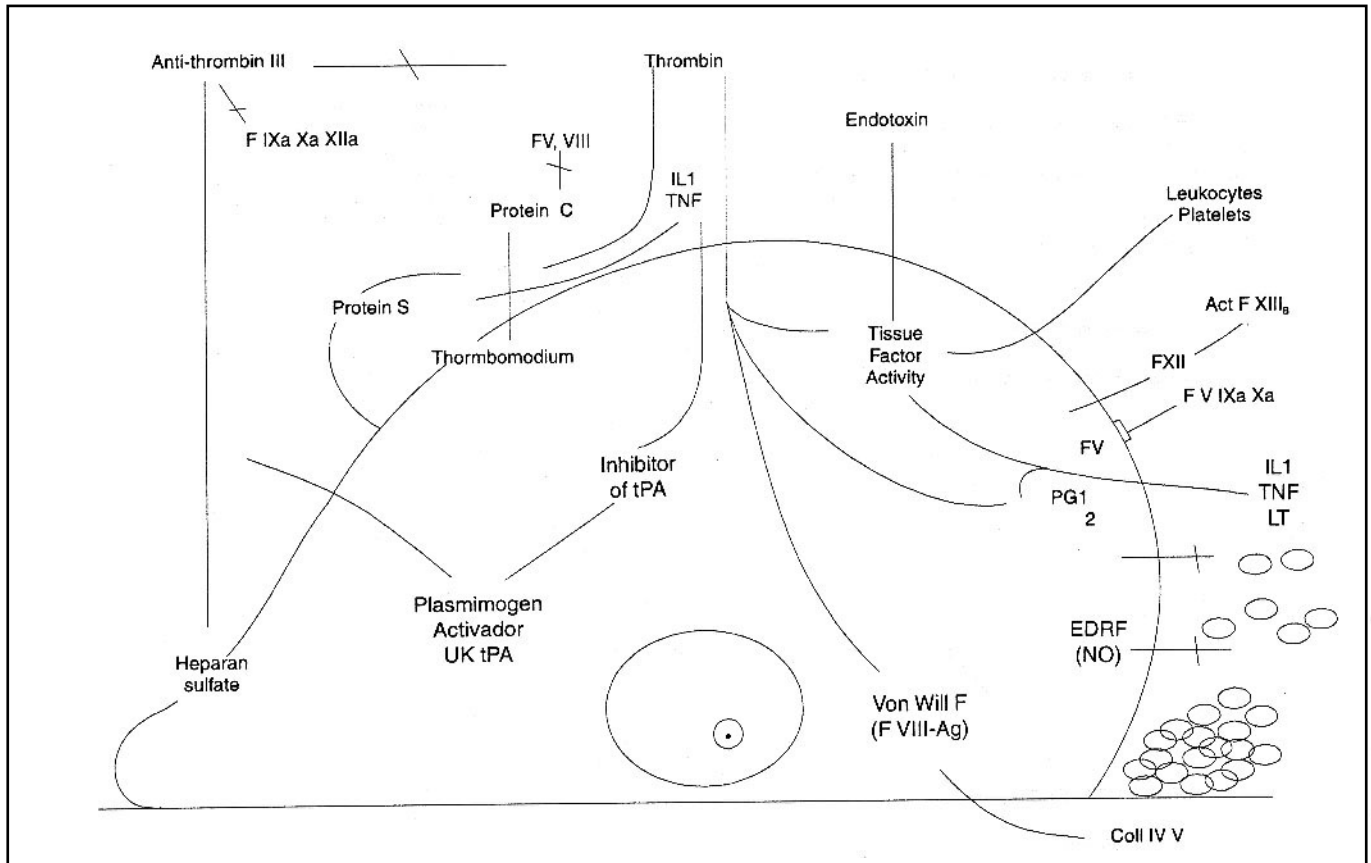 Anti-thrombin III
Thrombin
Endotoxin
F IXa Xa XIIa
FV, VIII
IL1
TNF
Protein C
Leukocytes
Platelets
Protein S
Thormbomodium
Tissue
Factor
Activity
Act F XIIIa
FXII
F V IXa Xa
FV
Inhibitor
of tPA
PG1
2
IL1
TNF
LT
Plasmimogen
Activador
UK tPA
EDRF
(NO)
Heparan
sulfate
Von Will F
(F VIII-Ag)
Coll IV V